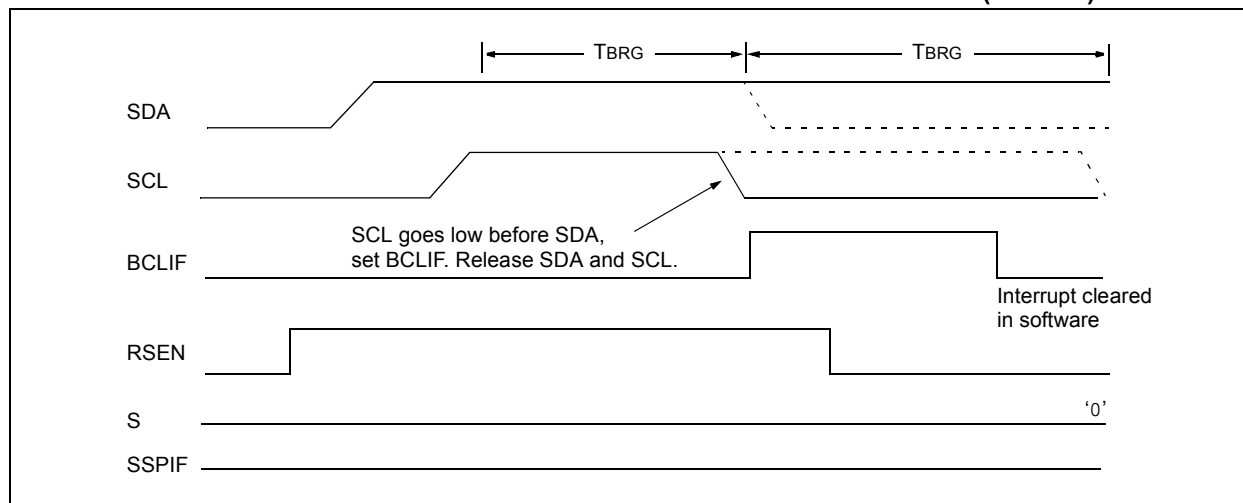 TBRG TBRG
SDA
SCL
SCL goes low before SDA,
set BCLIF. Release SDA and SCL.
BCLIF
Interrupt cleared
in software
RSEN
S
‘0’
SSPIF